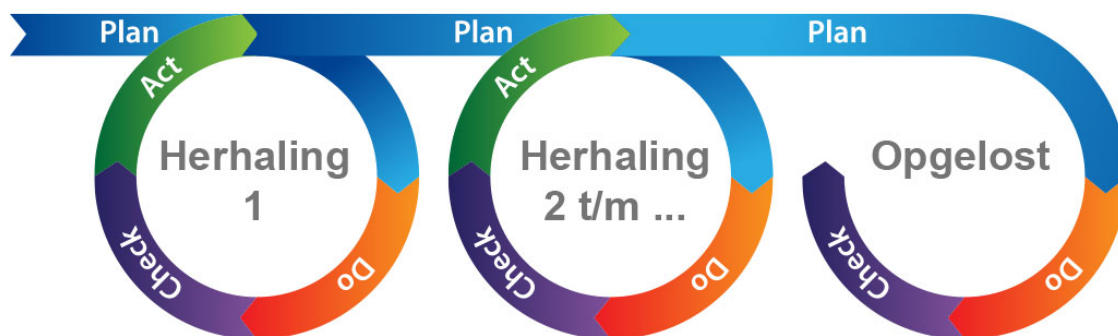 Plan
Act
Herhaling
1
Check
Do
Plan
Act
Herhaling
2 t/m ...
Check
Do
Plan
Opgelost
Check
Do